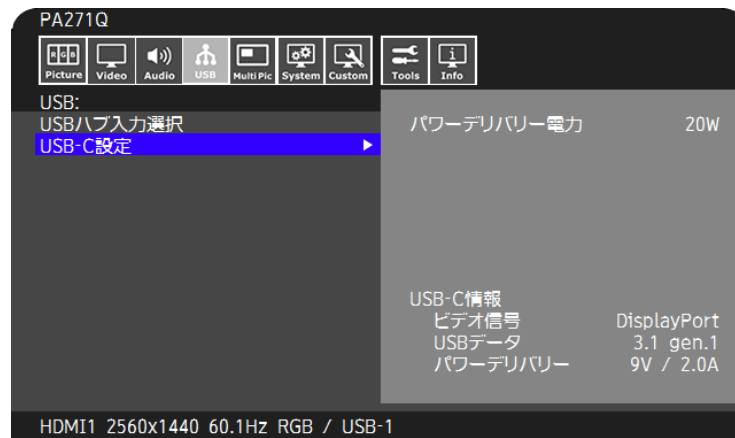 PA271Q
RGB
Picture Video Audio USB Multi Pic System Custom Tools Info
USB:
USBハブ入力選択
USB-C設定
パワーデリバリー電力 20W
USB-C情報
ビデオ信号 DisplayPort
USBデータ 3.1 gen.1
パワーデリバリー 9V / 2.0A
HDMI1 2560x1440 60.1Hz RGB / USB-1